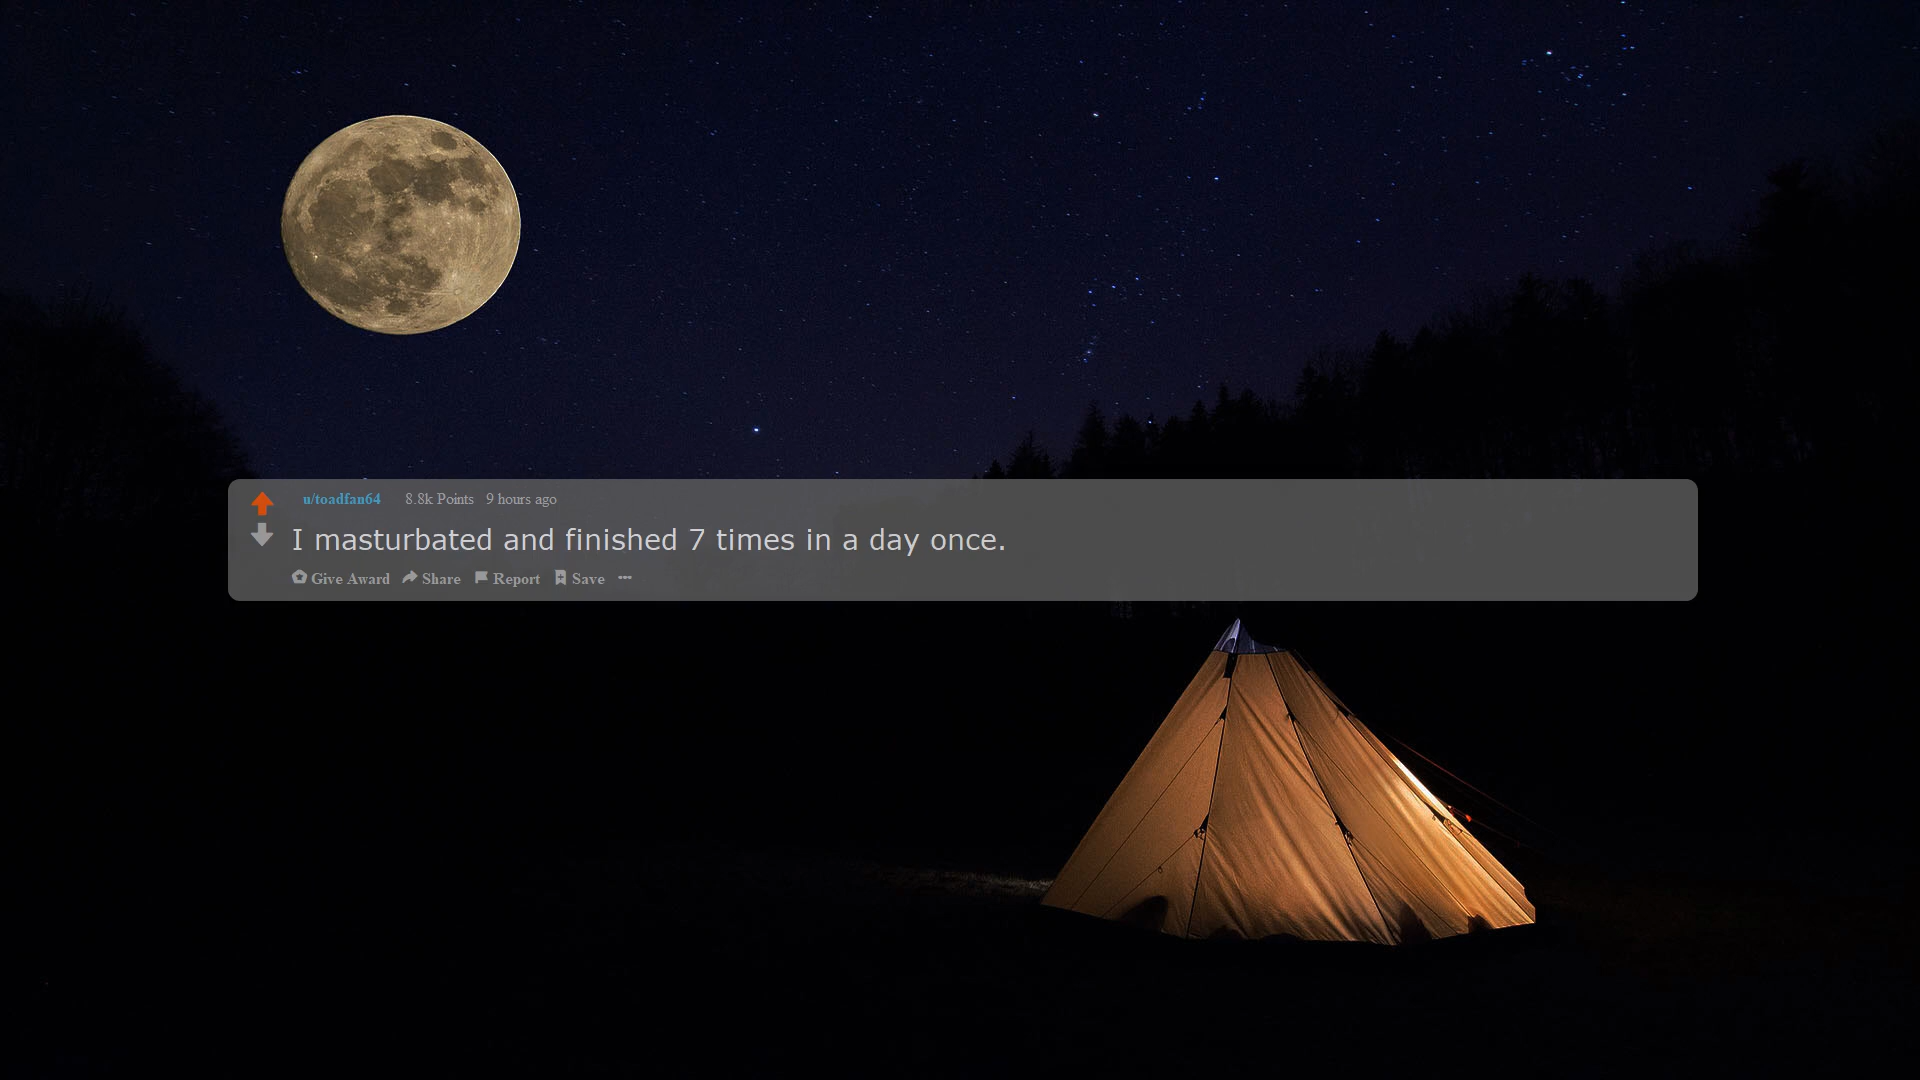 u/toadfan64 8.8k Points 9 hours ago
I masturbated and finished 7 times in a day once.
Give Award Share Report Save